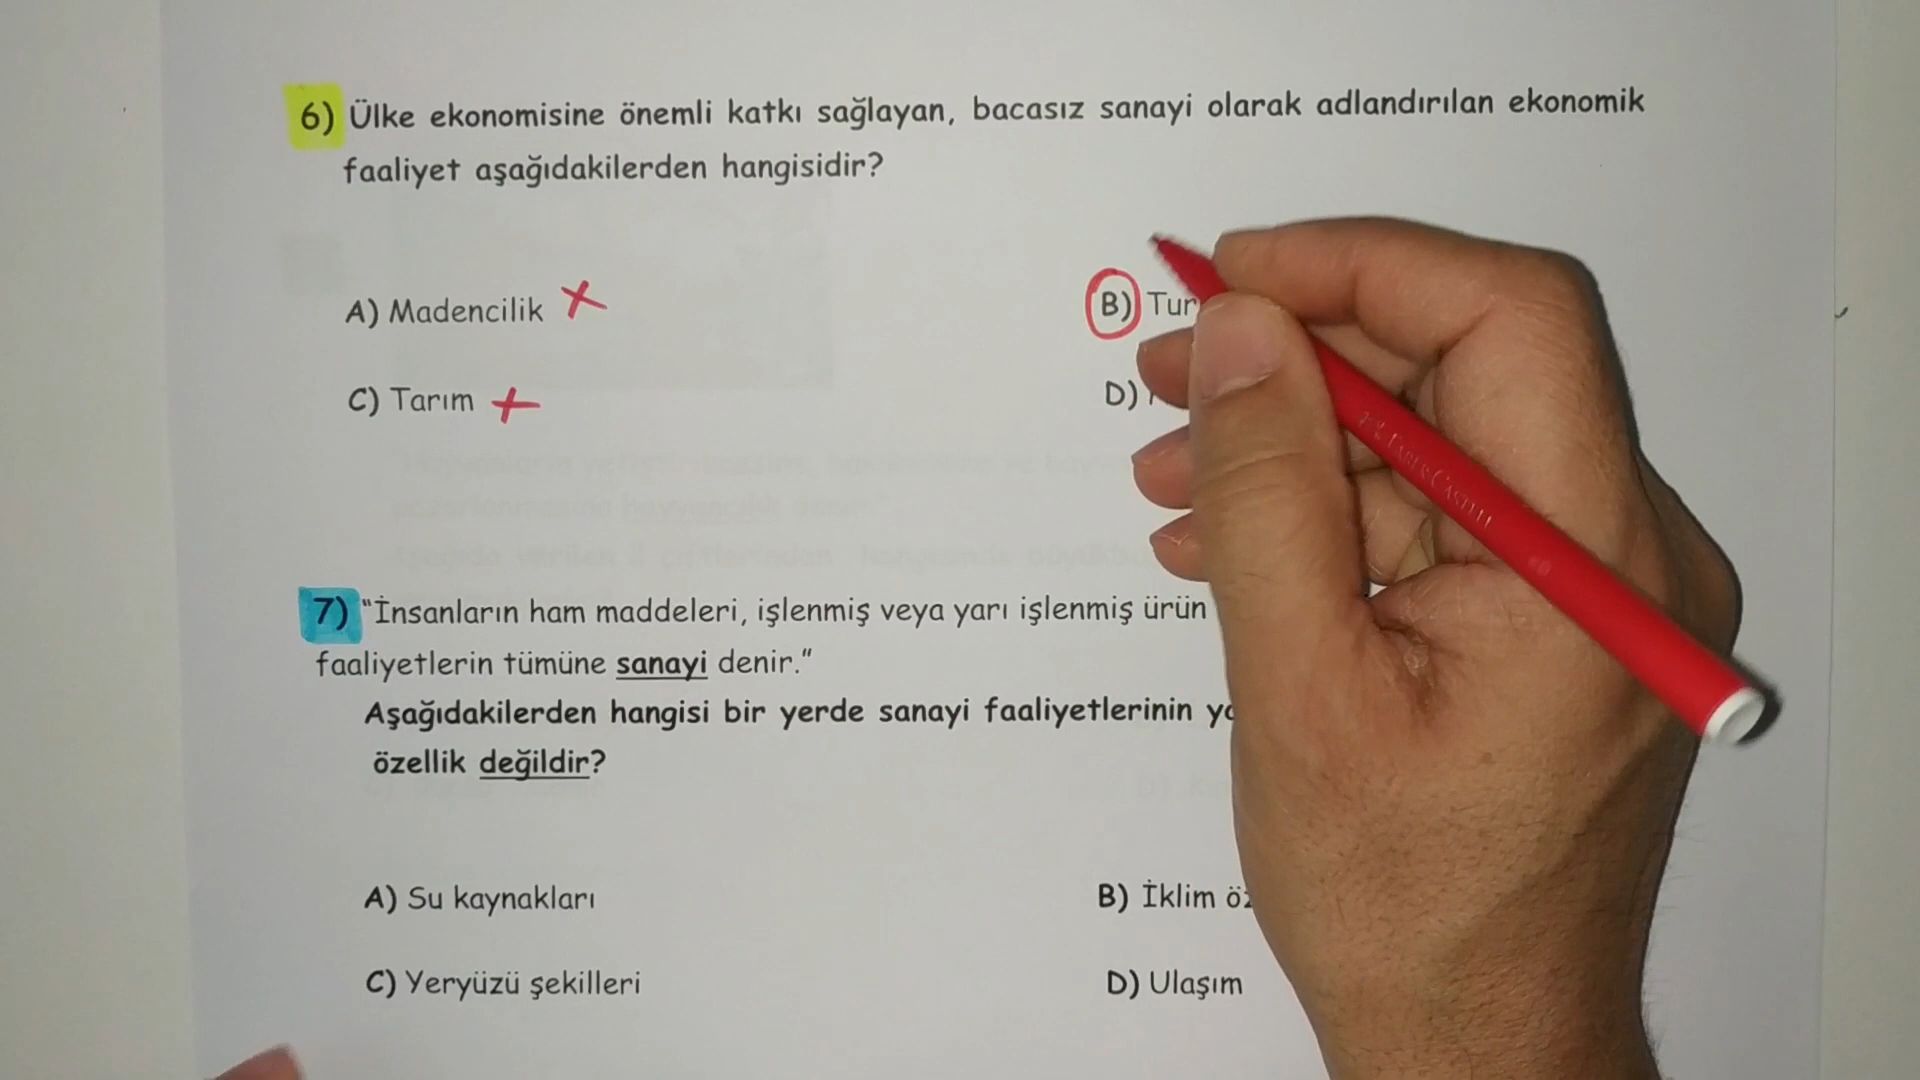 6) Ülke ekonomisine önemli katkı sağlayan, bacasız sanayi olarak adlandırılan ekonomik
faaliyet aşağıdakilerden hangisidir?
A) Madencilik
B) Tur
C) Tarım
D)
7) "İnsanların ham maddeleri, işlenmiş veya yarı işlenmiş ürün
faaliyetlerin tümüne sanayi denir."
Aşağıdakilerden hangisi bir yerde sanayi faaliyetlerinin
özellik değildir?
A) Su kaynakları
B) İklim
C) Yeryüzü şekilleri
D) Ulaşım
FABER-CASTELL